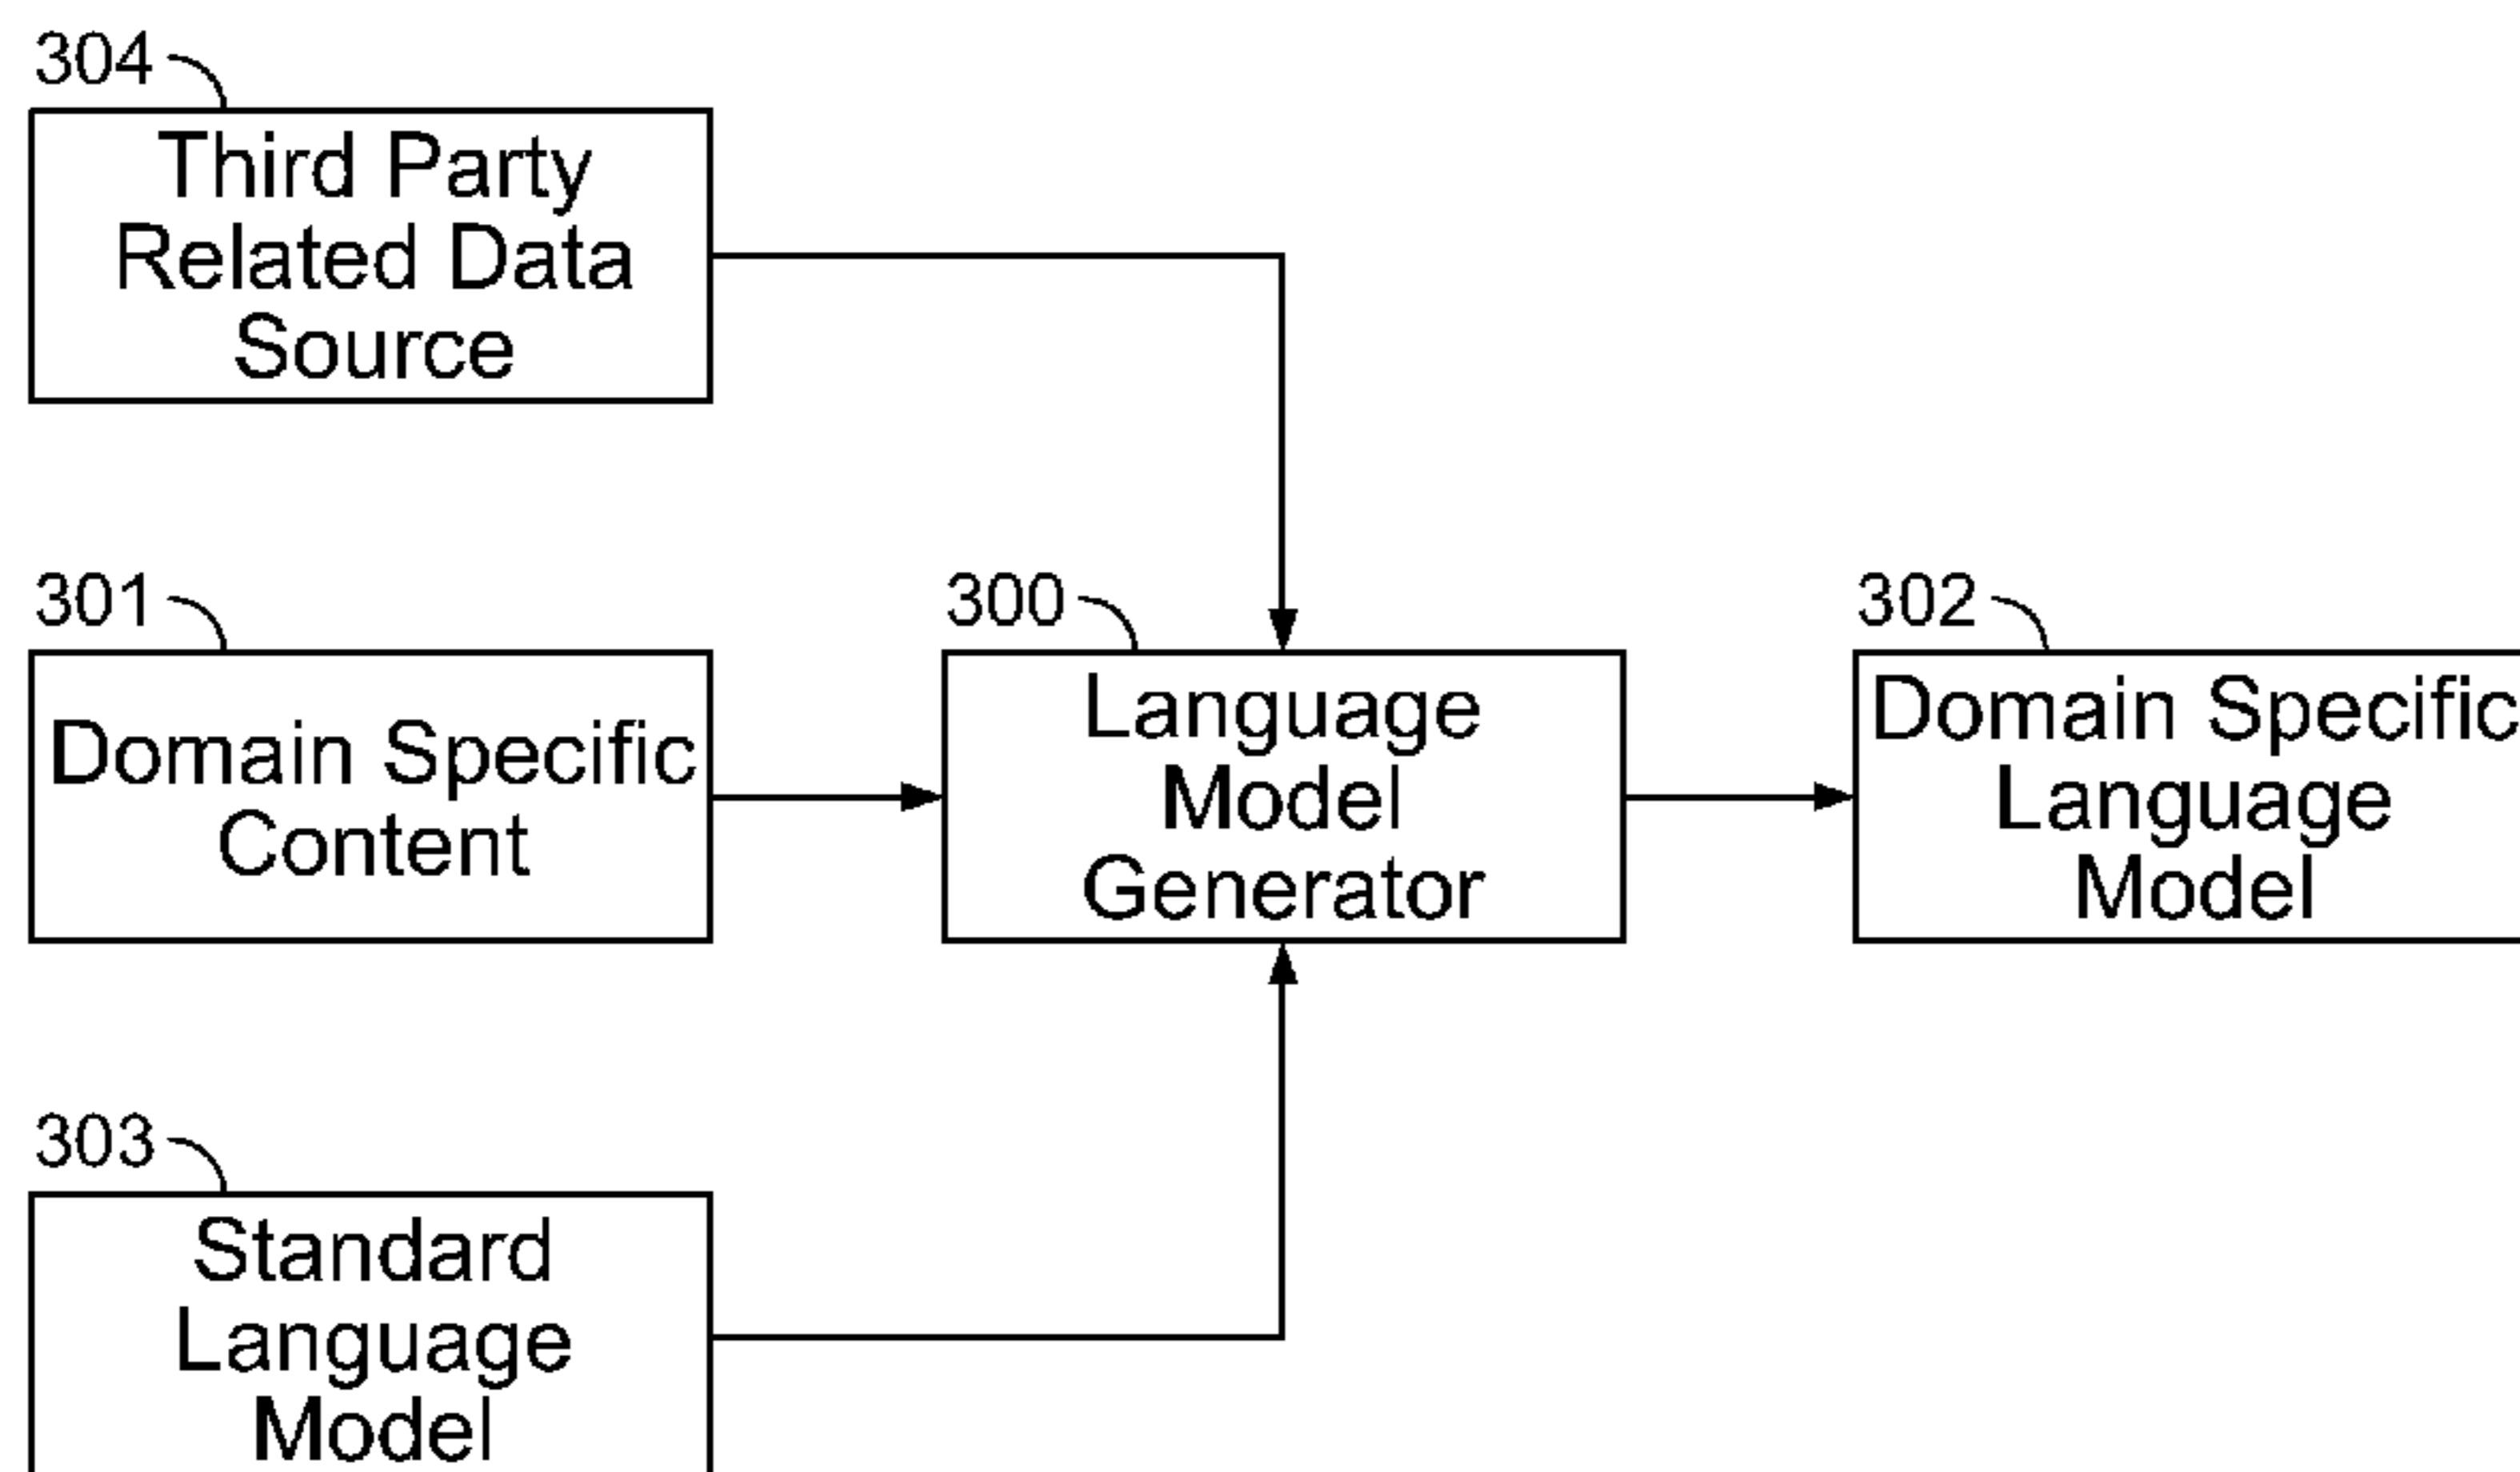 304
Third Party
Related Data
Source
301
Domain Specific
Content
300
Language
Model
Generator
302
Domain Specific
Language
Model
303
Standard
Language
Model